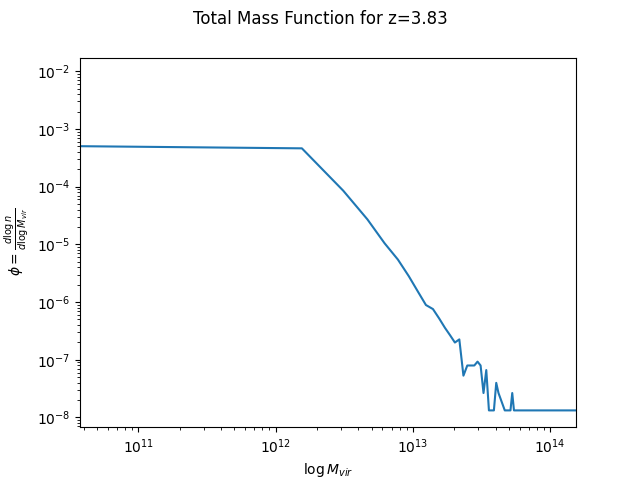 Total Mass Function for z=3.83
10⁻²
10⁻³
10⁻⁴
10⁻⁵
10⁻⁶
10⁻⁷
10⁻⁸
ϕ = d log n / d log M_vir
10¹¹ 10¹² 10¹³ 10¹⁴
log M_vir